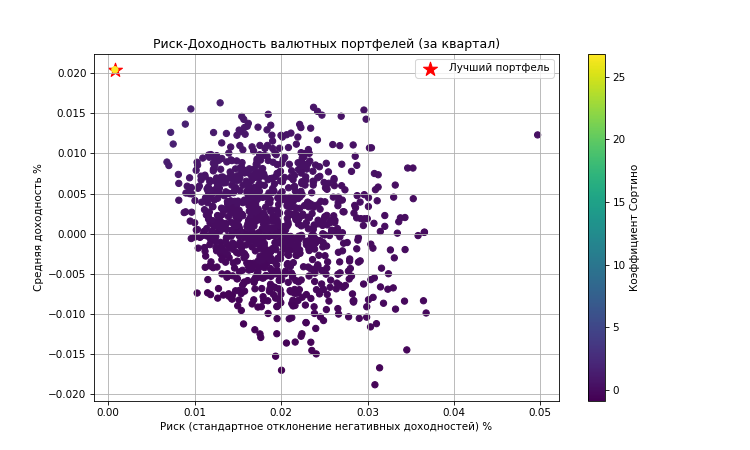 Риск-Доходность валютных портфелей (за квартал)
Лучший портфель
0.020
0.015
0.010
0.005
0.000
−0.005
−0.010
−0.015
−0.020
Средняя доходность %
0.00 0.01 0.02 0.03 0.04 0.05
Риск (стандартное отклонение негативных доходностей) %
25
20
15
10
5
0
Коэффициент Сортино